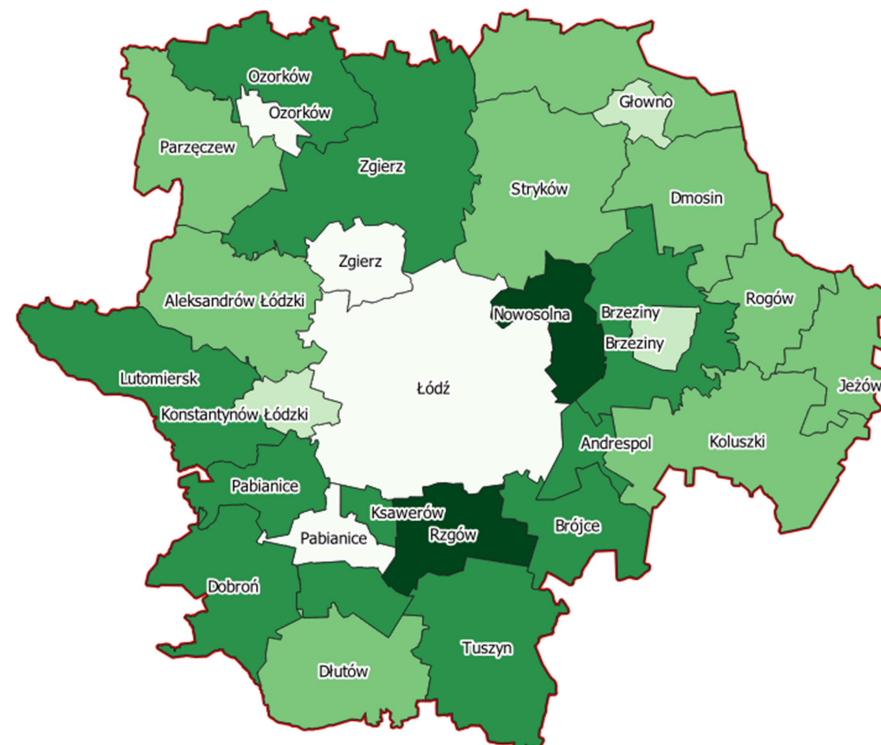 Ozorków
Ozorków
Głowno
Parzęczew
Zgierz
Stryków
Dmosin
Zgierz
Aleksandrów Łódzki
Rogów
Nowosolna
Brzeziny
Brzeziny
Lutomiersk
Łódź
Jeżów
Konstantynów Łódzki
Andrespol
Koluszki
Pabianice
Ksawerów
Brójce
Pabianice
Rzgów
Dobroń
Tuszyn
Dłutów